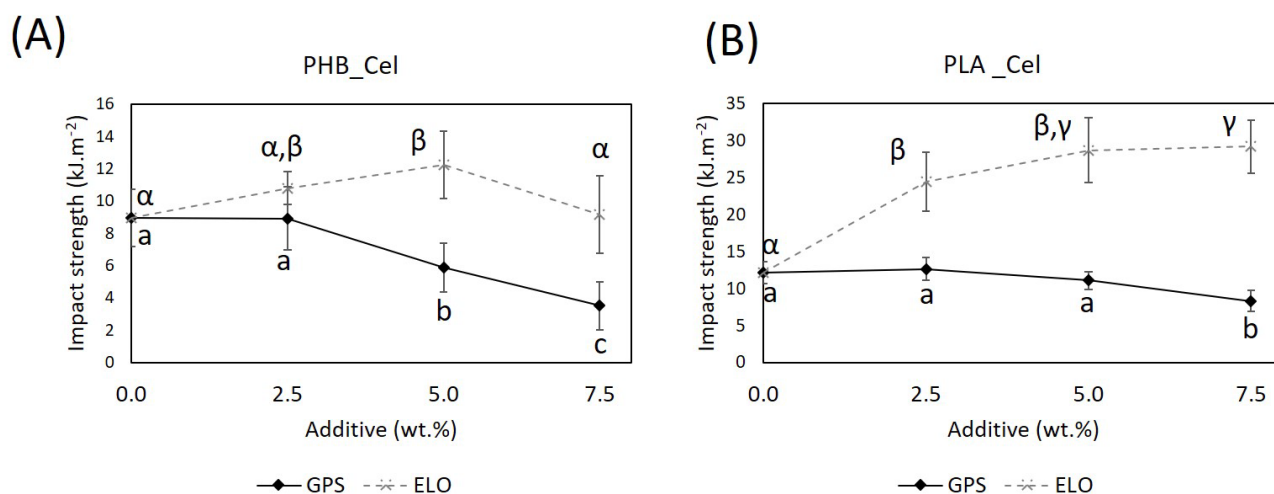 (A)
PHB_Cel
Impact strength (kJ.m⁻²)
16
14
12
10
8
6
4
2
0
α
α,β
β
α
a
a
b
c
0.0 2.5 5.0 7.5
Additive (wt.%)
GPS ELO
(B)
PLA _Cel
Impact strength (kJ.m⁻²)
35
30
25
20
15
10
5
0
α
β
β,γ
γ
a
a
a
b
0.0 2.5 5.0 7.5
Additive (wt.%)
GPS ELO